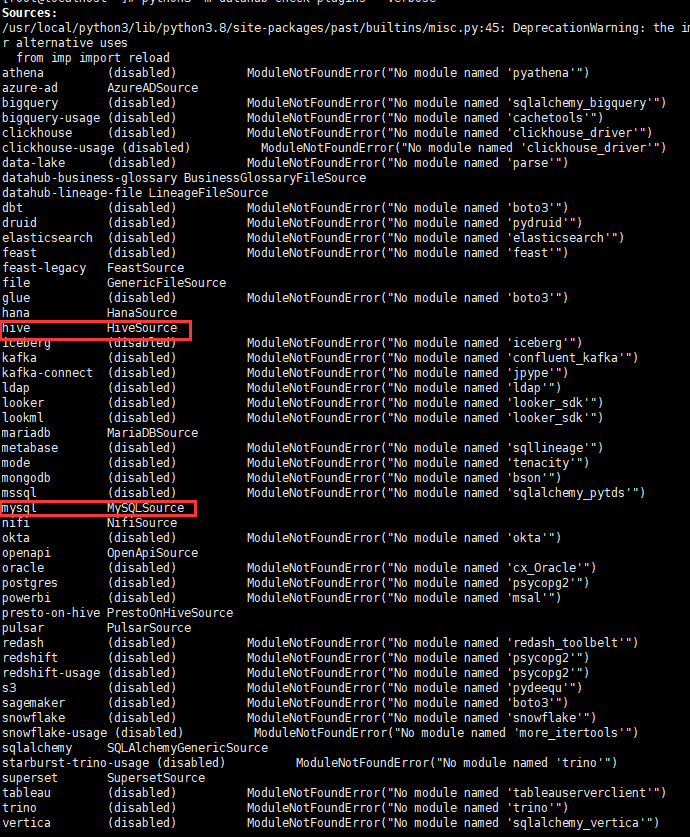 [root@localhost ~]# python3 -m datahub check plugins --verbose
Sources:
/usr/local/python3/lib/python3.8/site-packages/past/builtins/misc.py:45: DeprecationWarning: the im
r alternative uses
  from imp import reload
athena (disabled) ModuleNotFoundError("No module named 'pyathena'")
azure-ad AzureADSource
bigquery (disabled) ModuleNotFoundError("No module named 'sqlalchemy_bigquery'")
bigquery-usage (disabled) ModuleNotFoundError("No module named 'cachetools'")
clickhouse (disabled) ModuleNotFoundError("No module named 'clickhouse_driver'")
clickhouse-usage (disabled) ModuleNotFoundError("No module named 'clickhouse_driver'")
data-lake (disabled) ModuleNotFoundError("No module named 'parse'")
datahub-business-glossary BusinessGlossaryFileSource
datahub-lineage-file LineageFileSource
dbt (disabled) ModuleNotFoundError("No module named 'boto3'")
druid (disabled) ModuleNotFoundError("No module named 'pydruid'")
elasticsearch (disabled) ModuleNotFoundError("No module named 'elasticsearch'")
feast (disabled) ModuleNotFoundError("No module named 'feast'")
feast-legacy FeastSource
file GenericFileSource
glue (disabled) ModuleNotFoundError("No module named 'boto3'")
hana HanaSource
hive HiveSource
iceberg (disabled) ModuleNotFoundError("No module named 'iceberg'")
kafka (disabled) ModuleNotFoundError("No module named 'confluent_kafka'")
kafka-connect (disabled) ModuleNotFoundError("No module named 'jpype'")
ldap (disabled) ModuleNotFoundError("No module named 'ldap'")
looker (disabled) ModuleNotFoundError("No module named 'looker_sdk'")
lookml (disabled) ModuleNotFoundError("No module named 'looker_sdk'")
mariadb MariaDBSource
metabase (disabled) ModuleNotFoundError("No module named 'sqllineage'")
mode (disabled) ModuleNotFoundError("No module named 'tenacity'")
mongodb (disabled) ModuleNotFoundError("No module named 'bson'")
mssql (disabled) ModuleNotFoundError("No module named 'sqlalchemy_pytds'")
mysql MySQLSource
nifi NifiSource
okta (disabled) ModuleNotFoundError("No module named 'okta'")
openapi OpenApiSource
oracle (disabled) ModuleNotFoundError("No module named 'cx_Oracle'")
postgres (disabled) ModuleNotFoundError("No module named 'psycopg2'")
powerbi (disabled) ModuleNotFoundError("No module named 'msal'")
presto-on-hive PrestoOnHiveSource
pulsar PulsarSource
redash (disabled) ModuleNotFoundError("No module named 'redash_toolbelt'")
redshift (disabled) ModuleNotFoundError("No module named 'psycopg2'")
redshift-usage (disabled) ModuleNotFoundError("No module named 'psycopg2'")
s3 (disabled) ModuleNotFoundError("No module named 'pydeequ'")
sagemaker (disabled) ModuleNotFoundError("No module named 'boto3'")
snowflake (disabled) ModuleNotFoundError("No module named 'snowflake'")
snowflake-usage (disabled) ModuleNotFoundError("No module named 'more_itertools'")
sqlalchemy SQLAlchemyGenericSource
starburst-trino-usage (disabled) ModuleNotFoundError("No module named 'trino'")
superset SupersetSource
tableau (disabled) ModuleNotFoundError("No module named 'tableauserverclient'")
trino (disabled) ModuleNotFoundError("No module named 'trino'")
vertica (disabled) ModuleNotFoundError("No module named 'sqlalchemy_vertica'")